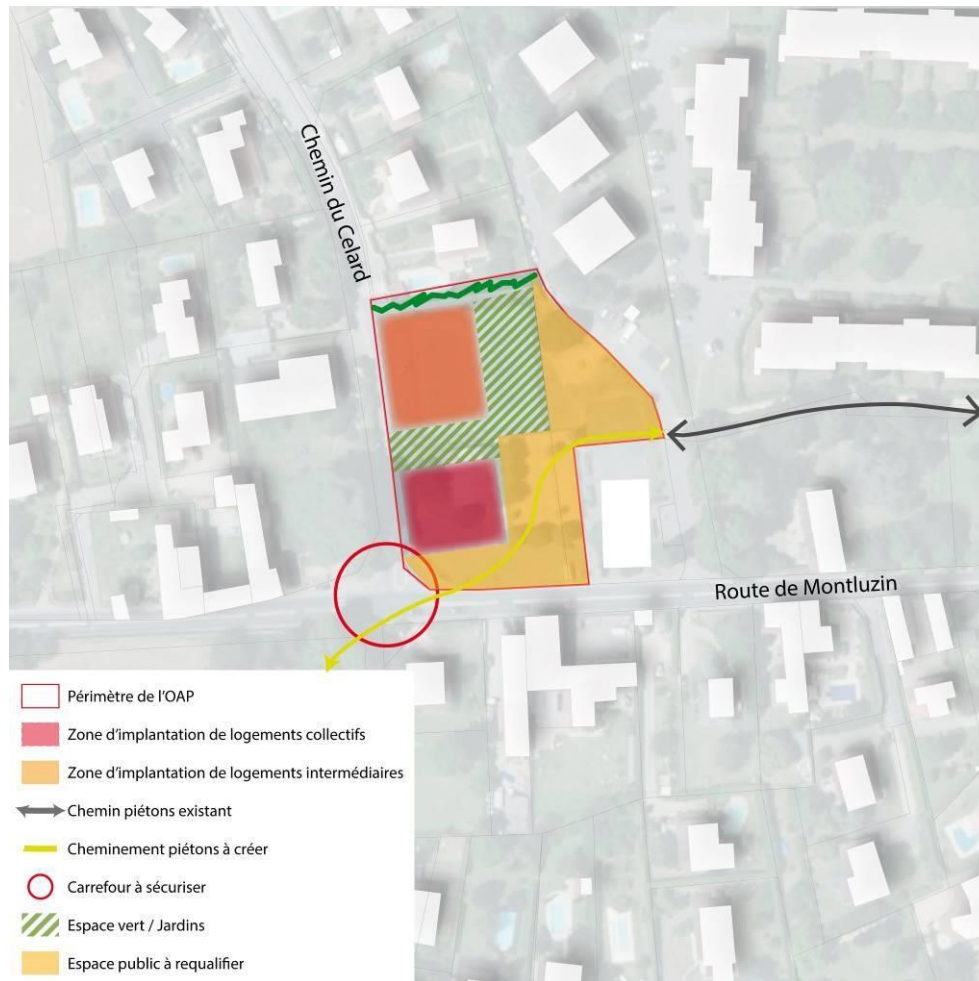 Chemin du Celard
Route de Montluzin
Périmètre de l'OAP
Zone d'implantation de logements collectifs
Zone d'implantation de logements intermédiaires
Chemin piétons existant
Cheminement piétons à créer
Carrefour à sécuriser
Espace vert / Jardins
Espace public à requalifier